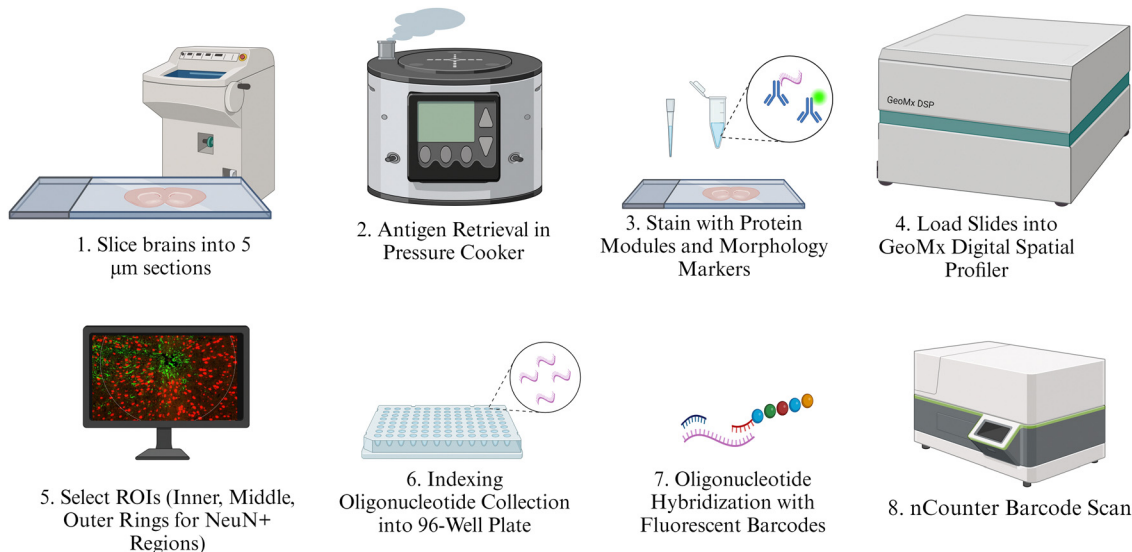 GeoMx DSP
1. Slice brains into 5
μm sections
2. Antigen Retrieval in
Pressure Cooker
3. Stain with Protein
Modules and Morphology
Markers
4. Load Slides into
GeoMx Digital Spatial
Profiler
5. Select ROIs (Inner, Middle,
Outer Rings for NeuN+
Regions)
6. Indexing
Oligonucleotide Collection
into 96-Well Plate
7. Oligonucleotide
Hybridization with
Fluorescent Barcodes
8. nCounter Barcode Scan